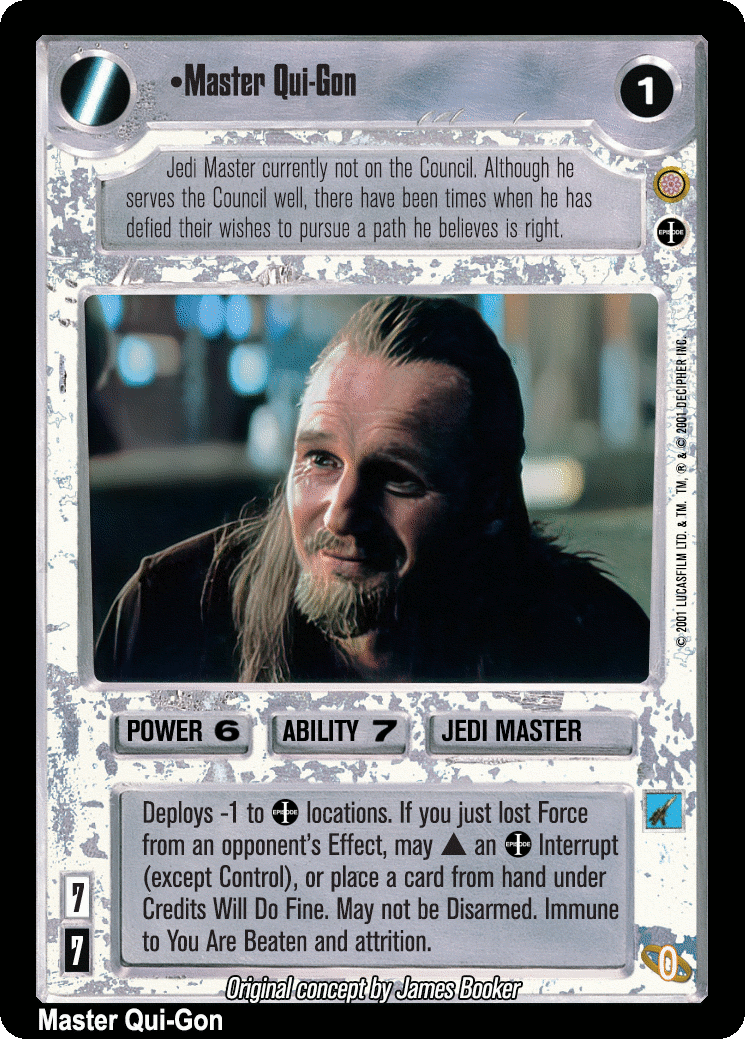 •Master Qui-Gon
1
Jedi Master currently not on the Council. Although he
serves the Council well, there have been times when he has
defied their wishes to pursue a path he believes is right.
EPISODE I
© 2001 LUCASFILM LTD. & TM. TM, ® & © 2001 DECIPHER INC.
POWER 6
ABILITY 7
JEDI MASTER
Deploys -1 to EPISODE I locations. If you just lost Force
from an opponent's Effect, may ▲ an EPISODE I Interrupt
(except Control), or place a card from hand under
Credits Will Do Fine. May not be Disarmed. Immune
to You Are Beaten and attrition.
7
7
0
Original concept by James Booker
Master Qui-Gon